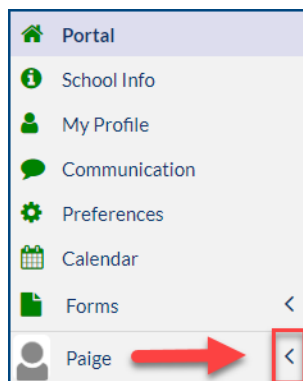 Portal
School Info
My Profile
Communication
Preferences
Calendar
Forms
Paige